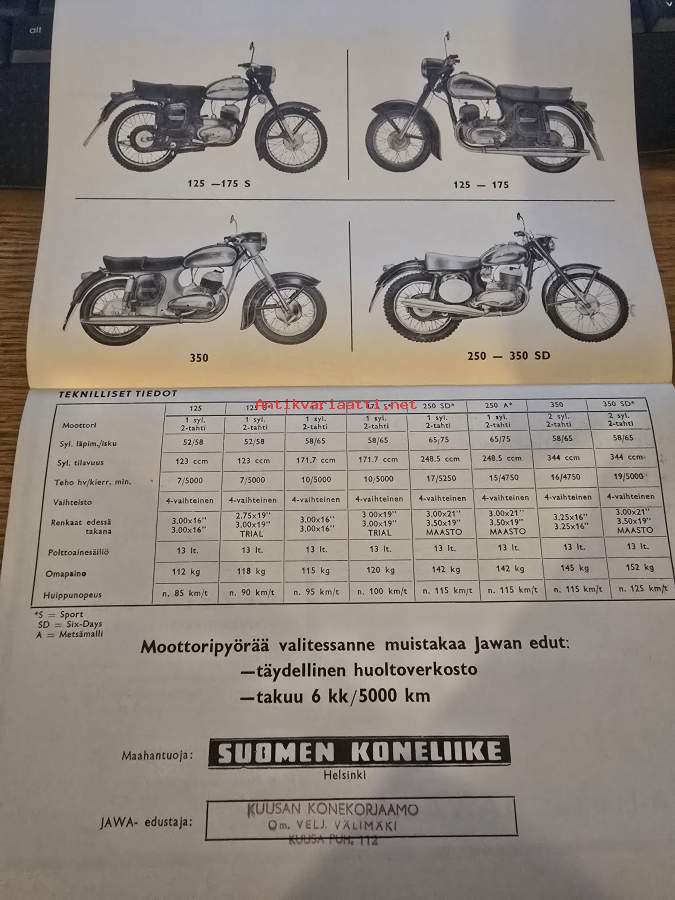 alt
125 —175 S
125 — 175
350
250 — 350 SD
TEKNILLISET TIEDOT
Antikvariaatti.net
125 250 SD* 250 A* 350 350 SD*
Moottori 1 syl. 2-tahti 1 syl. 2-tahti 1 syl. 2-tahti 1 syl. 2-tahti 1 syl. 2-tahti 1 syl. 2-tahti 2 syl. 2-tahti 2 syl. 2-tahti
Syl. läpim./isku 52/58 52/58 58/65 58/65 65/75 65/75 58/65 58/65
Syl. tilavuus 123 ccm 123 ccm 171.7 ccm 171.7 ccm 248.5 ccm 248.5 ccm 344 ccm 344 ccm
Teho hv/kierr. min. 7/5000 7/5000 10/5000 10/5000 17/5250 15/4750 16/4750 19/5000
Vaihteisto 4-vaihteinen 4-vaihteinen 4-vaihteinen 4-vaihteinen 4-vaihteinen 4-vaihteinen 4-vaihteinen 4-vaihteinen
Renkaat edessä 3,00x16" 2.75x19" 3,00x16" 3 00x19" 3,00x21" 3,00x21" 3,25x16" 3.00x21"
takana 3,00x16" 3,00x19" 3,00x16" 3,00x19" 3,50x19" 3,50x19" 3.25x16" 3,50x19"
TRIAL TRIAL MAASTO MAASTO MAASTO
Polttoainesäiliö 13 lt. 13 lt. 13 lt. 13 lt. 13 lt. 13 lt. 13 lt. 13 lt.
Omapaino 112 kg 118 kg 115 kg 120 kg 142 kg 142 kg 145 kg 152 kg
Huippunopeus n. 85 km/t n. 90 km/t n. 95 km/t n. 100 km/t n. 115 km/t n. 115 km/t n. 115 km/t n. 125 km/t
*S = Sport
SD = Six-Days
A = Metsämalli
Moottoripyörää valitessanne muistakaa Jawan edut:
—täydellinen huoltoverkosto
—takuu 6 kk/5000 km
Maahantuoja: SUOMEN KONELIIKE
Helsinki
JAWA- edustaja: KUUSAN KONEKORJAAMO
Om. VELJ. VÄLIMÄKI
KUUSA PUH. 112